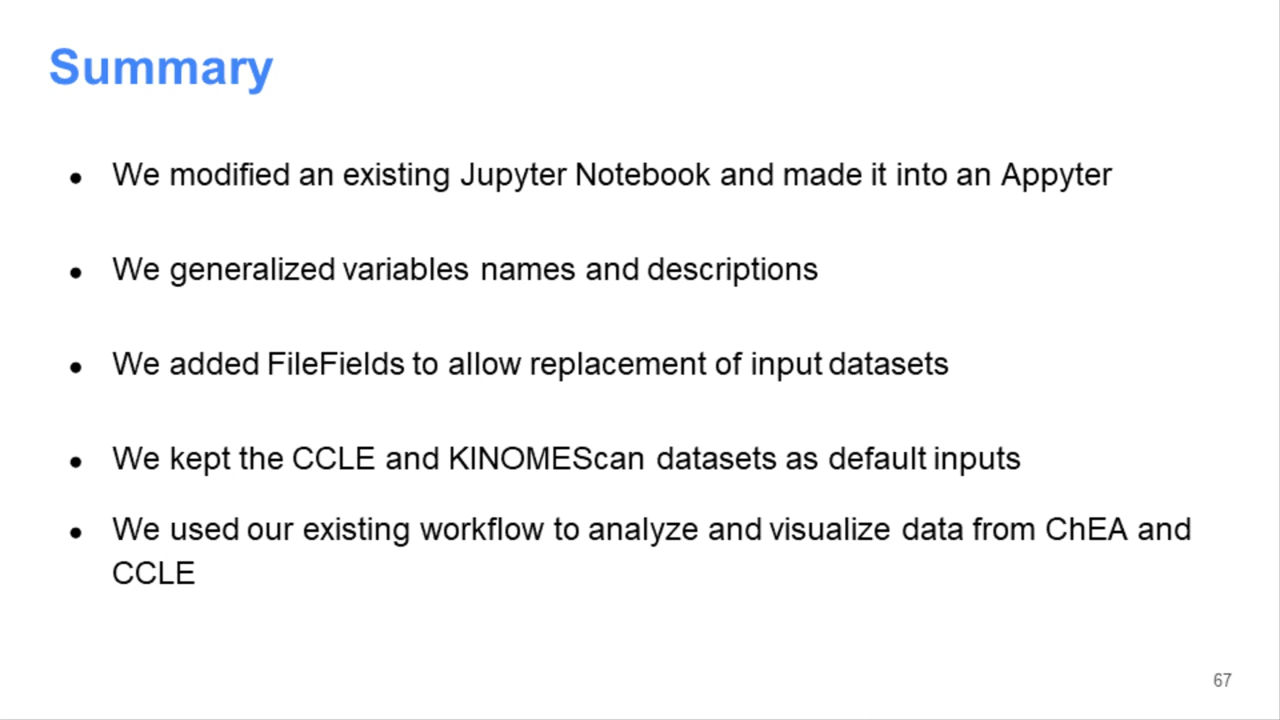 Summary
• We modified an existing Jupyter Notebook and made it into an Appyter
• We generalized variables names and descriptions
• We added FileFields to allow replacement of input datasets
• We kept the CCLE and KINOMEScan datasets as default inputs
• We used our existing workflow to analyze and visualize data from ChEA and
CCLE
67